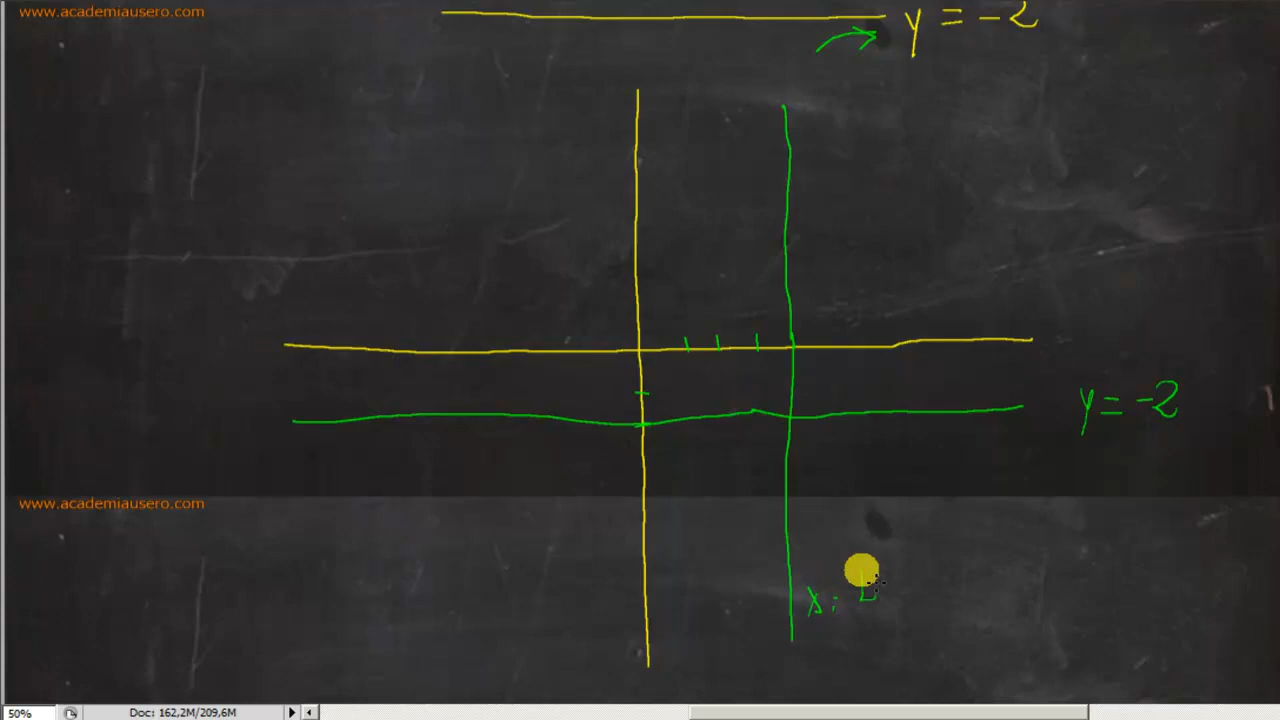 www.academiausero.com
y = -2
y = -2
www.academiausero.com
x =
50%
Doc: 162,2M/209,6M